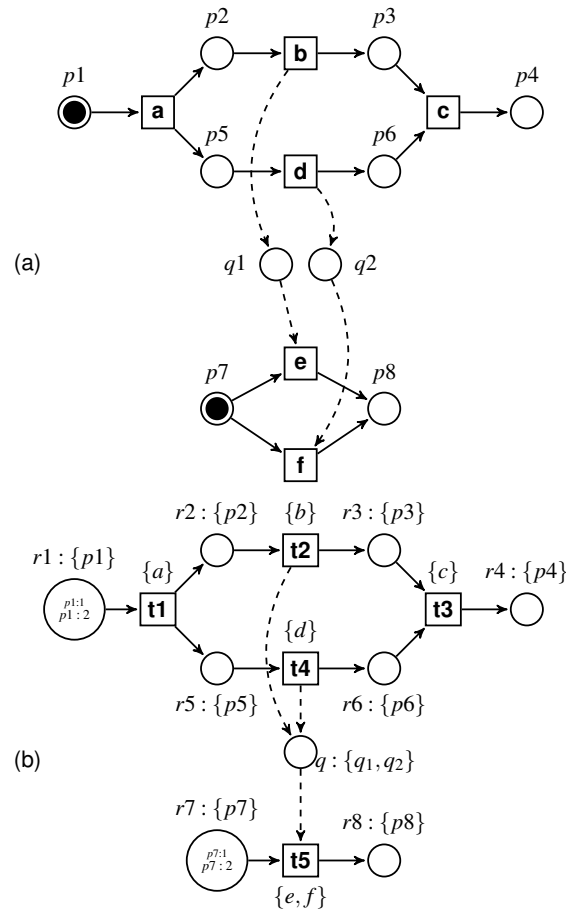 p2 p3
b
p1 p4
a c
p5 p6
d
(a) q1 q2
e
p7 p8
f
r2 : {p2} {b} r3 : {p3}
t2
r1 : {p1} {a} {c} r4 : {p4}
p1:1
p1 : 2
t1 t3
{d}
t4
r5 : {p5} r6 : {p6}
(b) q : {q1, q2}
r7 : {p7} r8 : {p8}
p7:1
p7 : 2
t5
{e, f}